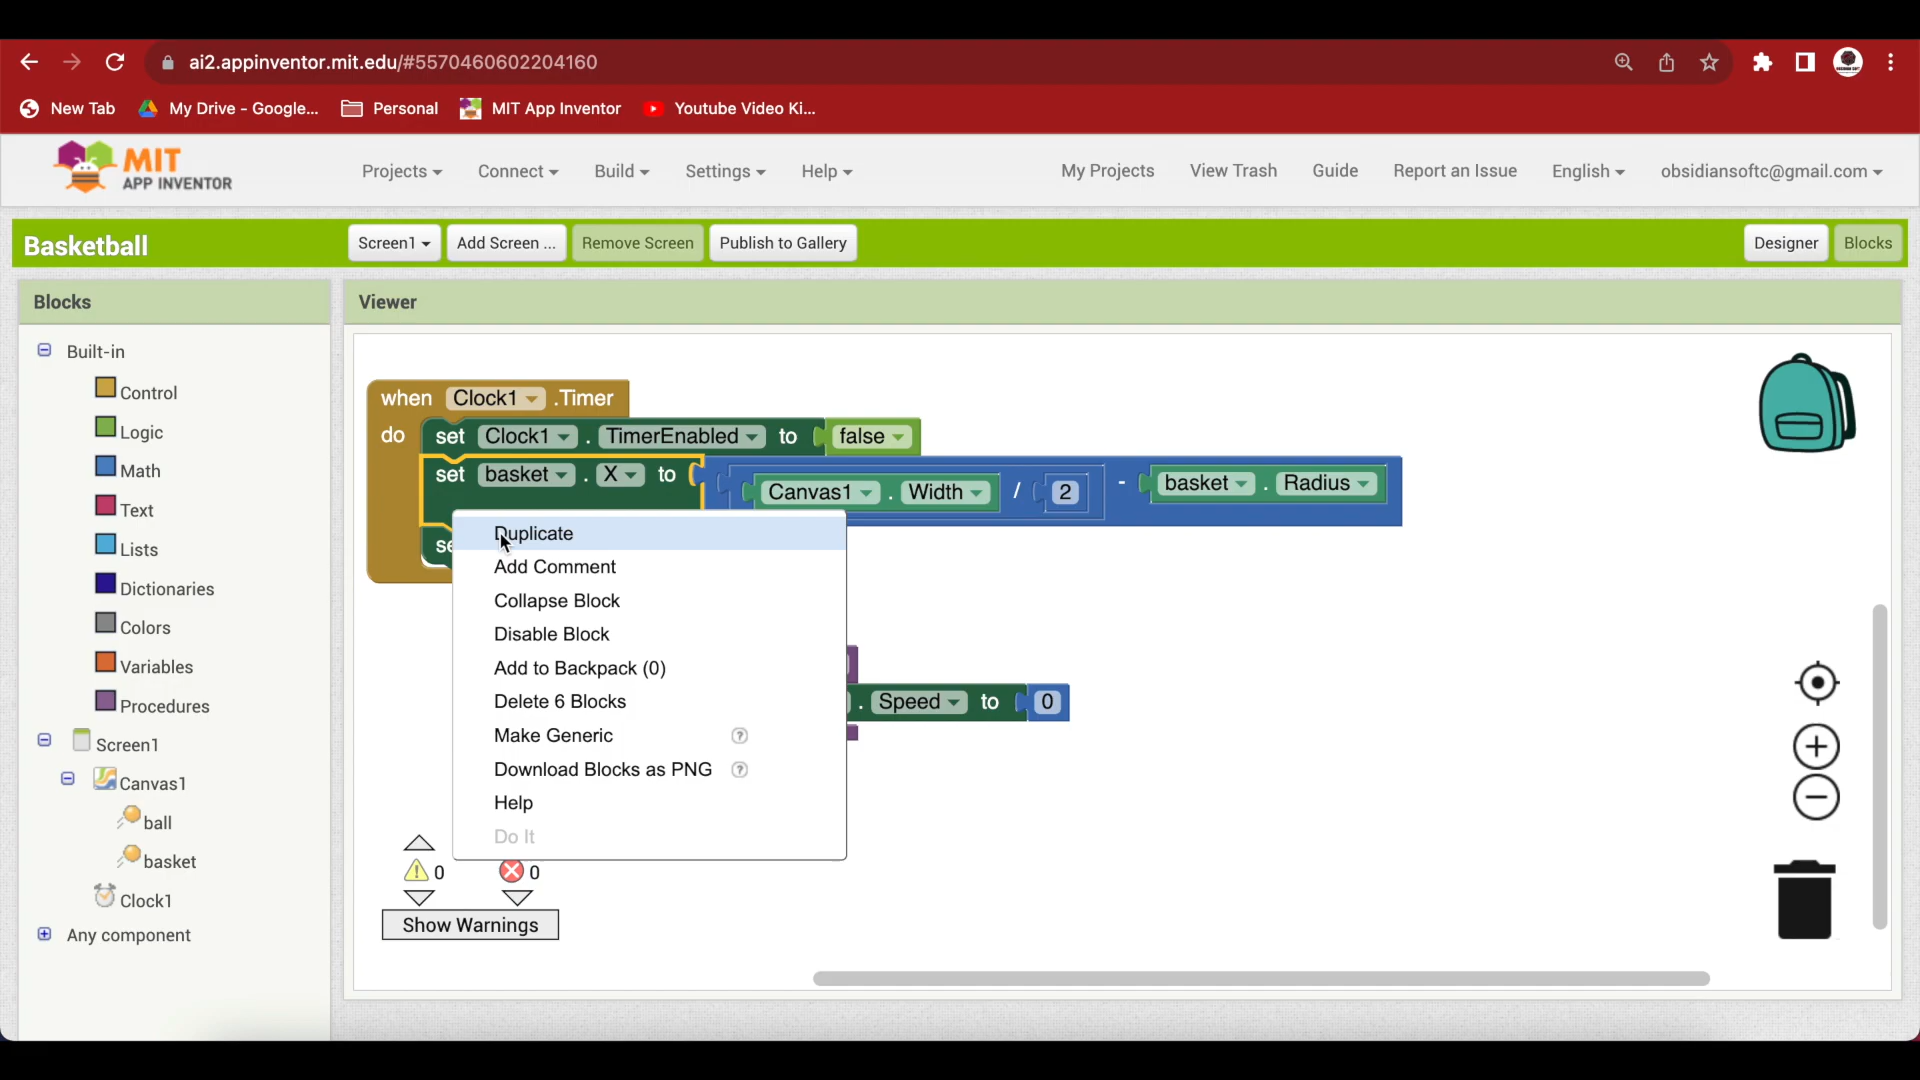 ai2.appinventor.mit.edu/#5570460602204160
New Tab My Drive - Google... Personal MIT App Inventor Youtube Video Ki...
MIT
APP INVENTOR
Projects Connect Build Settings Help My Projects View Trash Guide Report an Issue English obsidiansoftc@gmail.com
Basketball Screen1 Add Screen ... Remove Screen Publish to Gallery Designer Blocks
Blocks Viewer
Built-in
Control
Logic
Math
Text
Lists
Dictionaries
Colors
Variables
Procedures
Screen1
Canvas1
ball
basket
Clock1
Any component
when Clock1 .Timer
do set Clock1 . TimerEnabled to false
set basket . X to Canvas1 . Width / 2 - basket . Radius
se
Duplicate
Add Comment
Collapse Block
Disable Block
Add to Backpack (0)
Delete 6 Blocks
Make Generic ?
Download Blocks as PNG ?
Help
Do It
. Speed to 0
0 0
Show Warnings